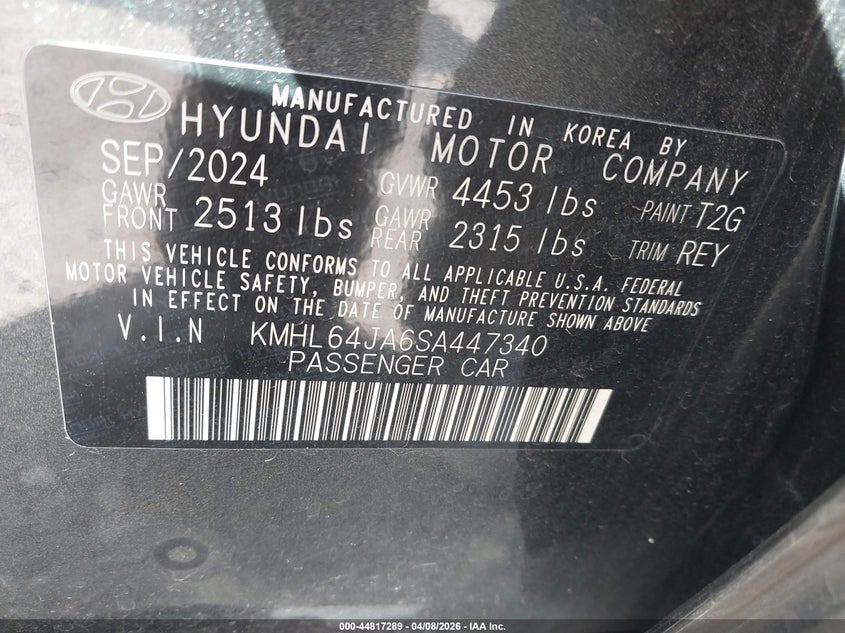 MANUFACTURED IN KOREA BY
HYUNDAI MOTOR COMPANY
SEP/2024 GVWR 4453 lbs PAINT T2G
GAWR FRONT 2513 lbs GAWR REAR 2315 lbs TRIM REY
THIS VEHICLE CONFORMS TO ALL APPLICABLE U.S.A. FEDERAL
MOTOR VEHICLE SAFETY, BUMPER, AND THEFT PREVENTION STANDARDS
IN EFFECT ON THE DATE OF MANUFACTURE SHOWN ABOVE
V.I.N KMHL64JA6SA447340
PASSENGER CAR
000-44817289 - 04/08/2026 - IAA Inc.